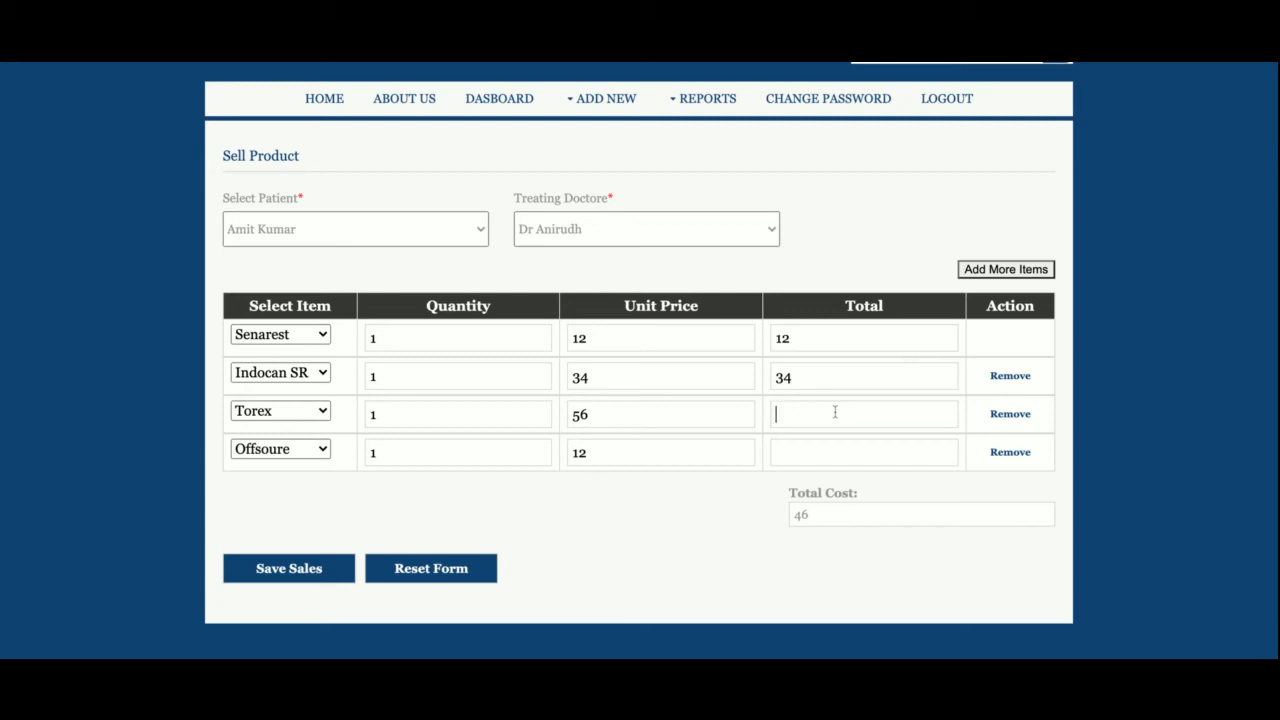 HOME ABOUT US DASBOARD ADD NEW REPORTS CHANGE PASSWORD LOGOUT
Sell Product
Select Patient* Treating Doctore*
Amit Kumar Dr Anirudh
Add More Items
Select Item Quantity Unit Price Total Action
Senarest 1 12 12
Indocan SR 1 34 34 Remove
Torex 1 56 Remove
Offsoure 1 12 Remove
Total Cost:
46
Save Sales Reset Form